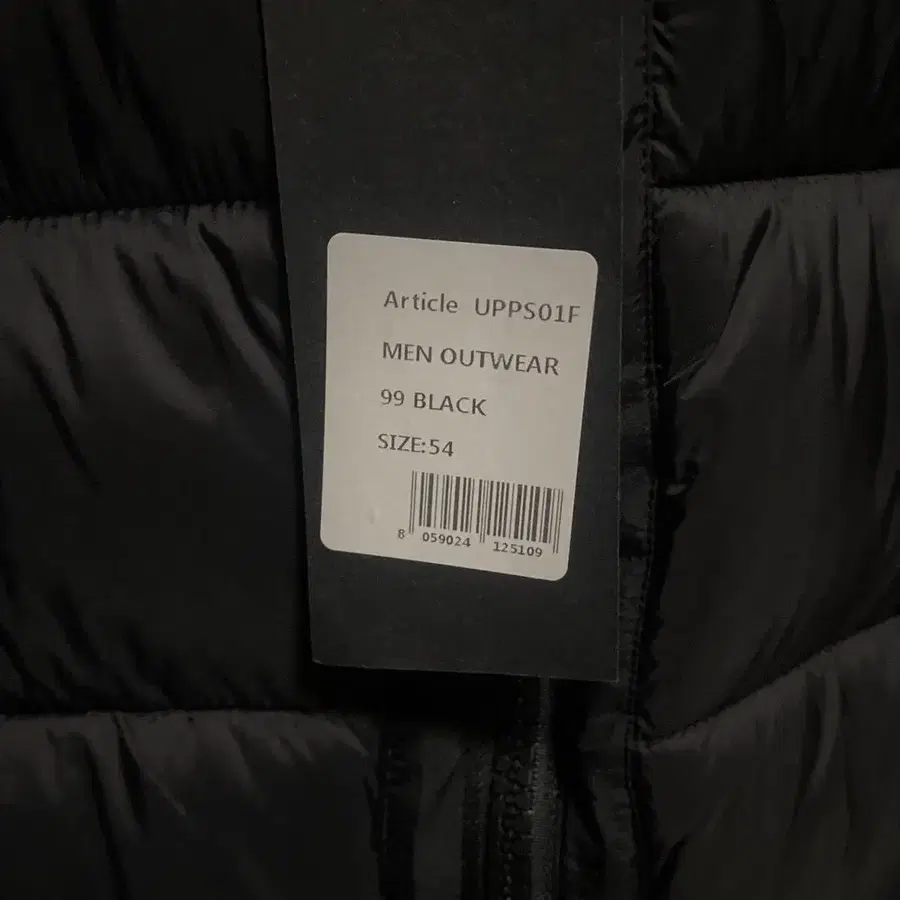 Article UPPS01F
MEN OUTWEAR
99 BLACK
SIZE:54
8 059024 125109